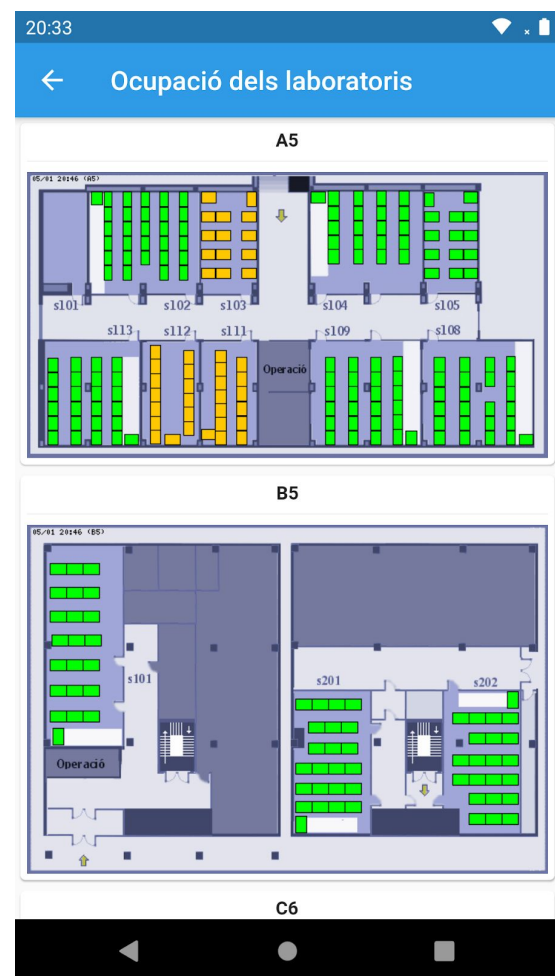 20:33
Ocupació dels laboratoris
A5
05/01 20:46 (A5)
s101 s102 s103 s104 s105
s113 s112 s111 s109 s108
Operació
B5
05/01 20:46 (B5)
s101
s201 s202
Operació
C6